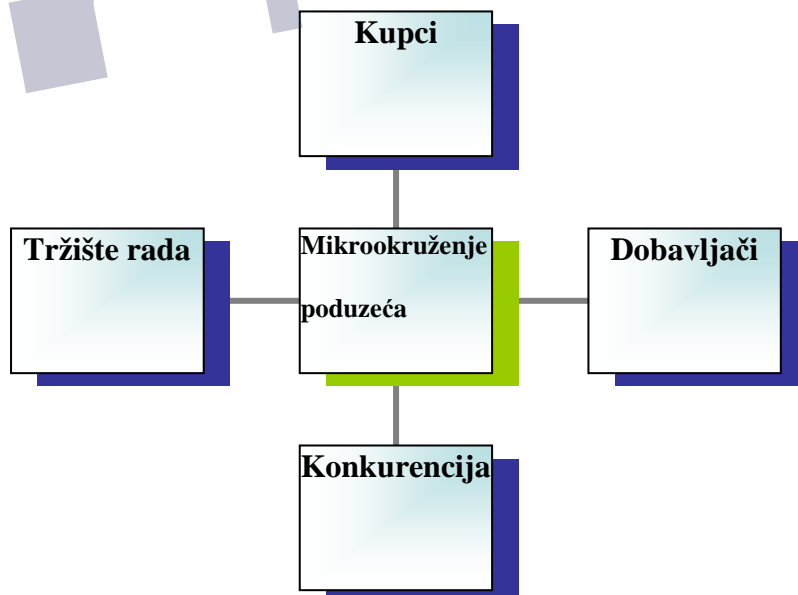 Kupci
Tržište rada
Mikrookruženje
poduzeća
Dobavljači
Konkurencija